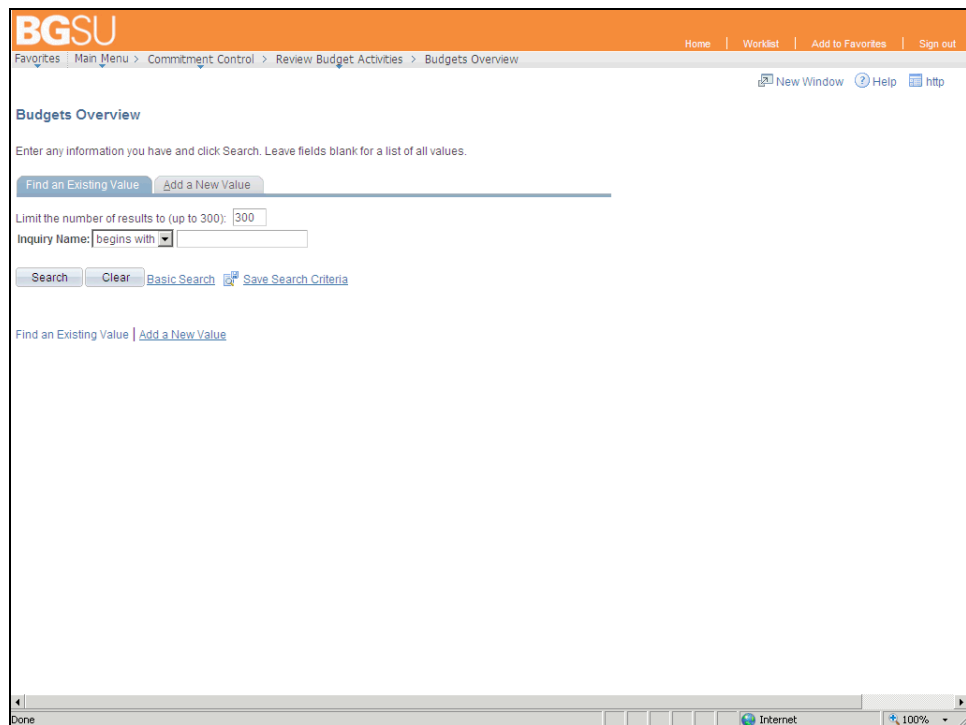 BGSU
Home | Worklist | Add to Favorites | Sign out
Favorites | Main Menu > Commitment Control > Review Budget Activities > Budgets Overview
New Window ? Help http
Budgets Overview
Enter any information you have and click Search. Leave fields blank for a list of all values.
Find an Existing Value Add a New Value
Limit the number of results to (up to 300): 300
Inquiry Name: begins with
Search Clear Basic Search Save Search Criteria
Find an Existing Value | Add a New Value
Done Internet 100%